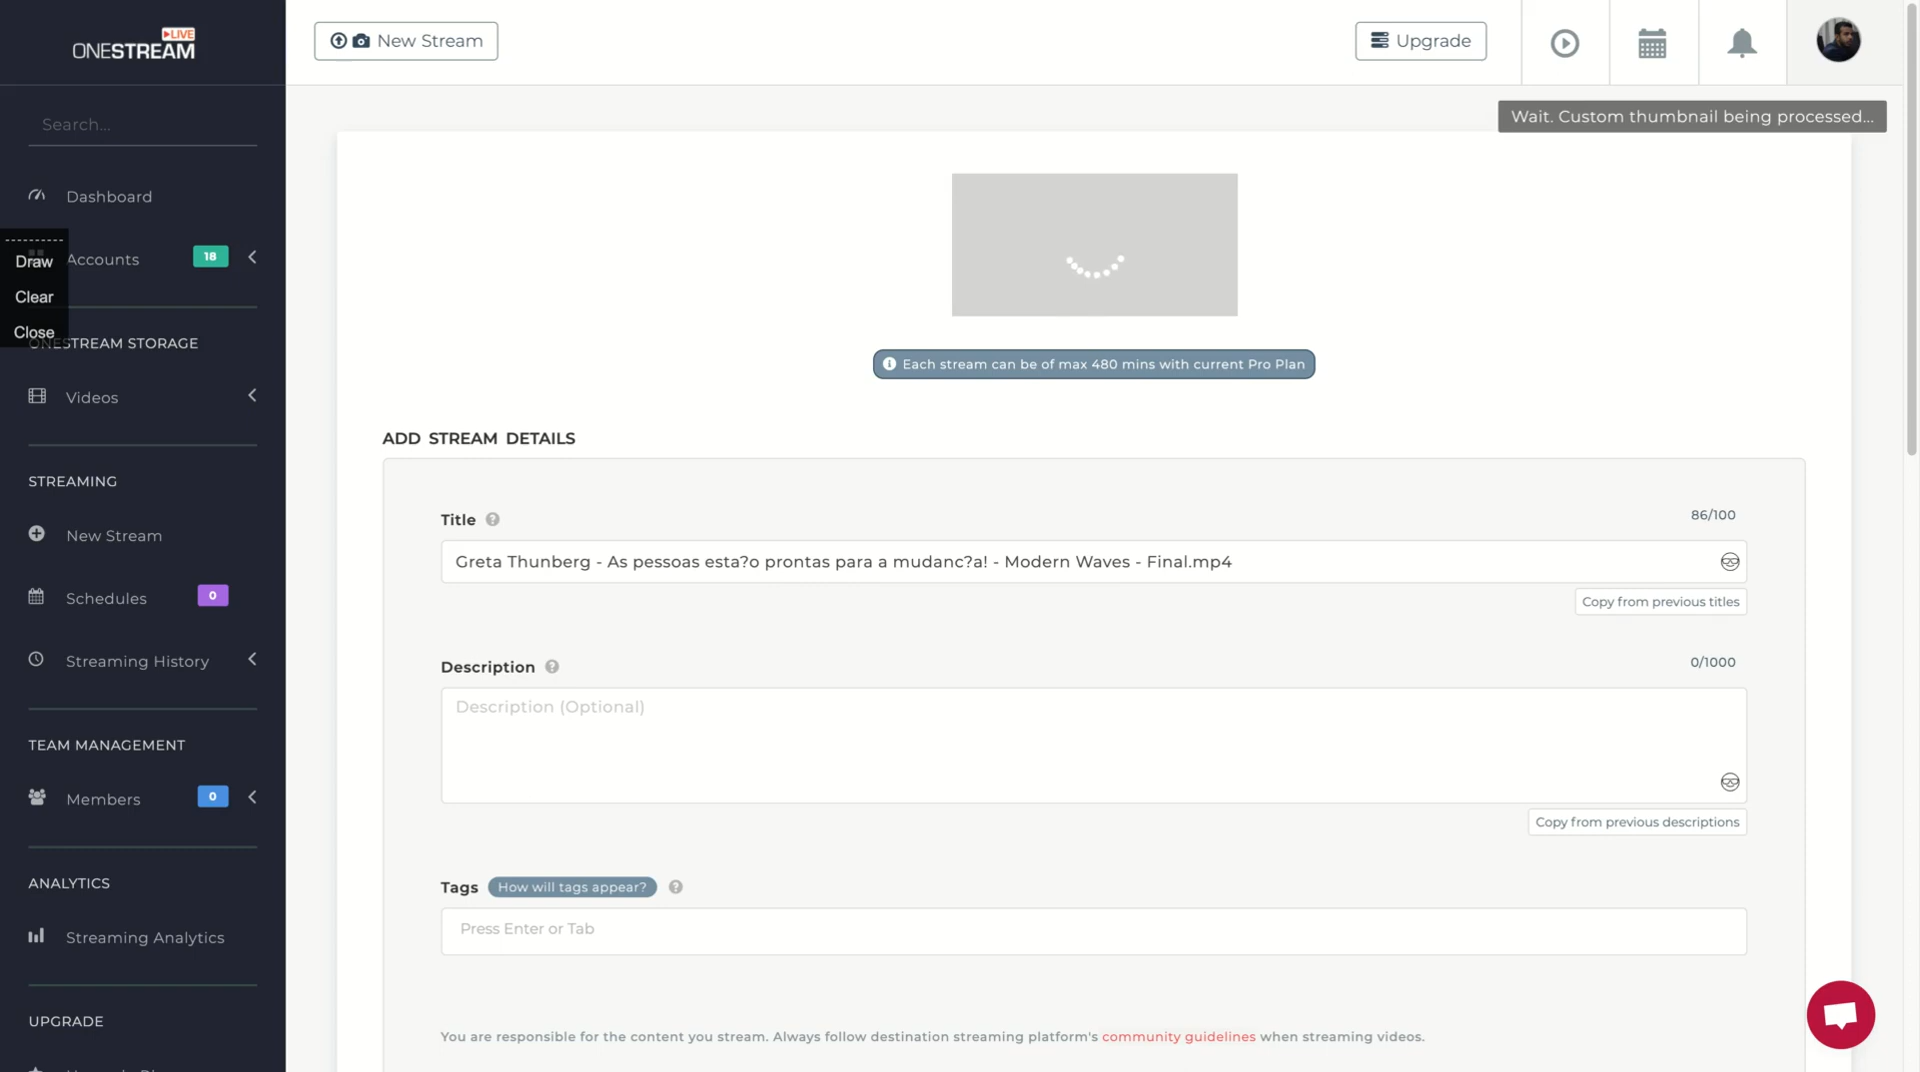 LIVE
ONESTREAM
New Stream
Upgrade
Wait. Custom thumbnail being processed...
Search...
Dashboard
Draw
Accounts
18
Clear
Close
ONESTREAM STORAGE
Videos
STREAMING
New Stream
Schedules
0
Streaming History
TEAM MANAGEMENT
Members
0
ANALYTICS
Streaming Analytics
UPGRADE
Each stream can be of max 480 mins with current Pro Plan
ADD STREAM DETAILS
Title
86/100
Greta Thunberg - As pessoas esta?o prontas para a mudanc?a! - Modern Waves - Final.mp4
Copy from previous titles
Description
0/1000
Description (Optional)
Copy from previous descriptions
Tags How will tags appear?
Press Enter or Tab
You are responsible for the content you stream. Always follow destination streaming platform's community guidelines when streaming videos.